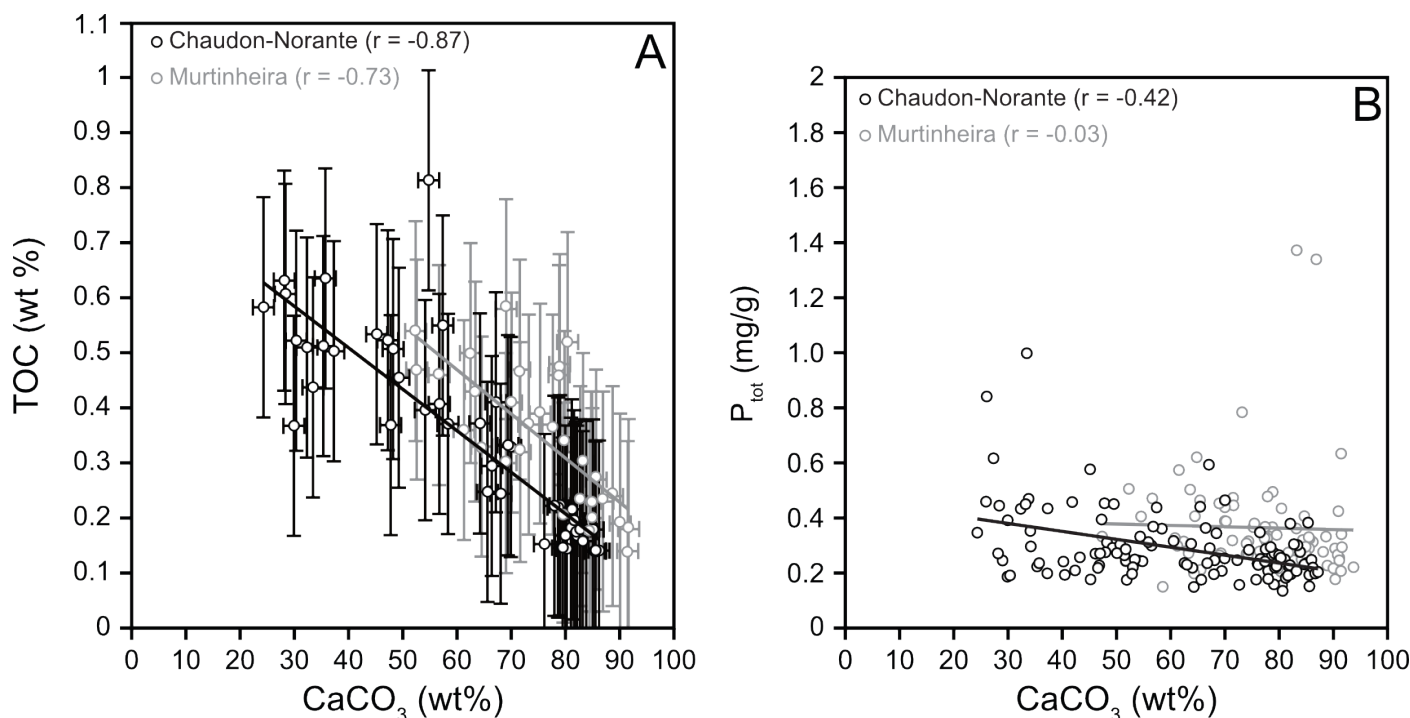 A
Chaudon-Norante (r = -0.87)
Murtinheira (r = -0.73)
TOC (wt %)
1.1
1
0.9
0.8
0.7
0.6
0.5
0.4
0.3
0.2
0.1
0
0 10 20 30 40 50 60 70 80 90 100
CaCO3 (wt%)
B
Chaudon-Norante (r = -0.42)
Murtinheira (r = -0.03)
Ptot (mg/g)
2
1.8
1.6
1.4
1.2
1.0
0.8
0.6
0.4
0.2
0
0 10 20 30 40 50 60 70 80 90 100
CaCO3 (wt%)